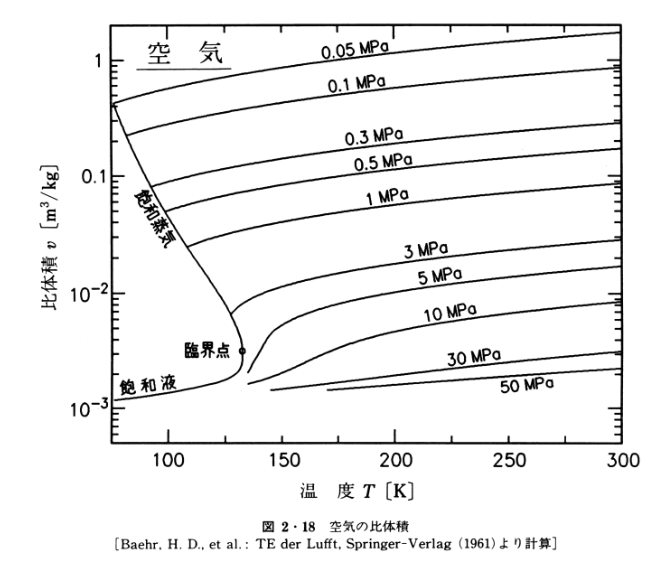 空 気
0.05 MPa
0.1 MPa
0.3 MPa
0.5 MPa
1 MPa
3 MPa
5 MPa
10 MPa
30 MPa
50 MPa
飽和蒸気
臨界点
飽和液
比体積 v [m³/kg]
1
0.1
10⁻²
10⁻³
100
150
200
250
300
温 度 T [K]
図 2・18 空気の比体積
[Baehr, H. D., et al.: TE der Lufft, Springer-Verlag (1961)より計算]